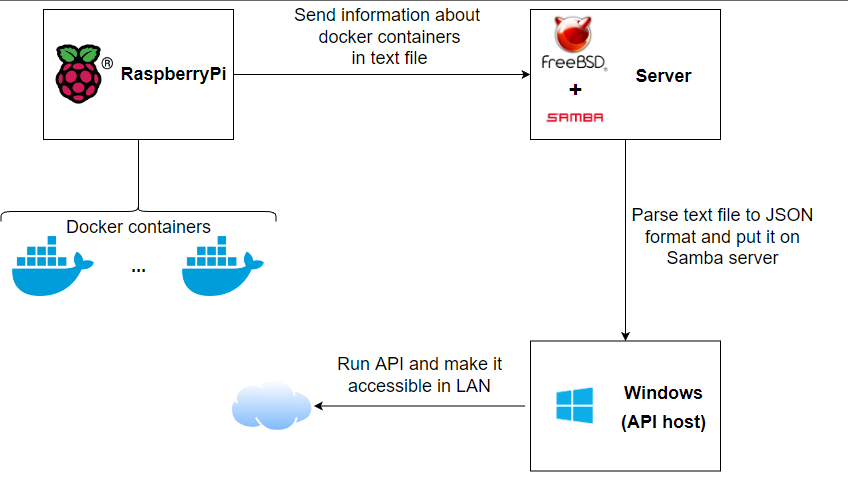 Send information about
docker containers
in text file
® RaspberryPi
FreeBSD®
+
SAMBA
Server
Docker containers
...
Parse text file to JSON
format and put it on
Samba server
Run API and make it
accessible in LAN
Windows
(API host)